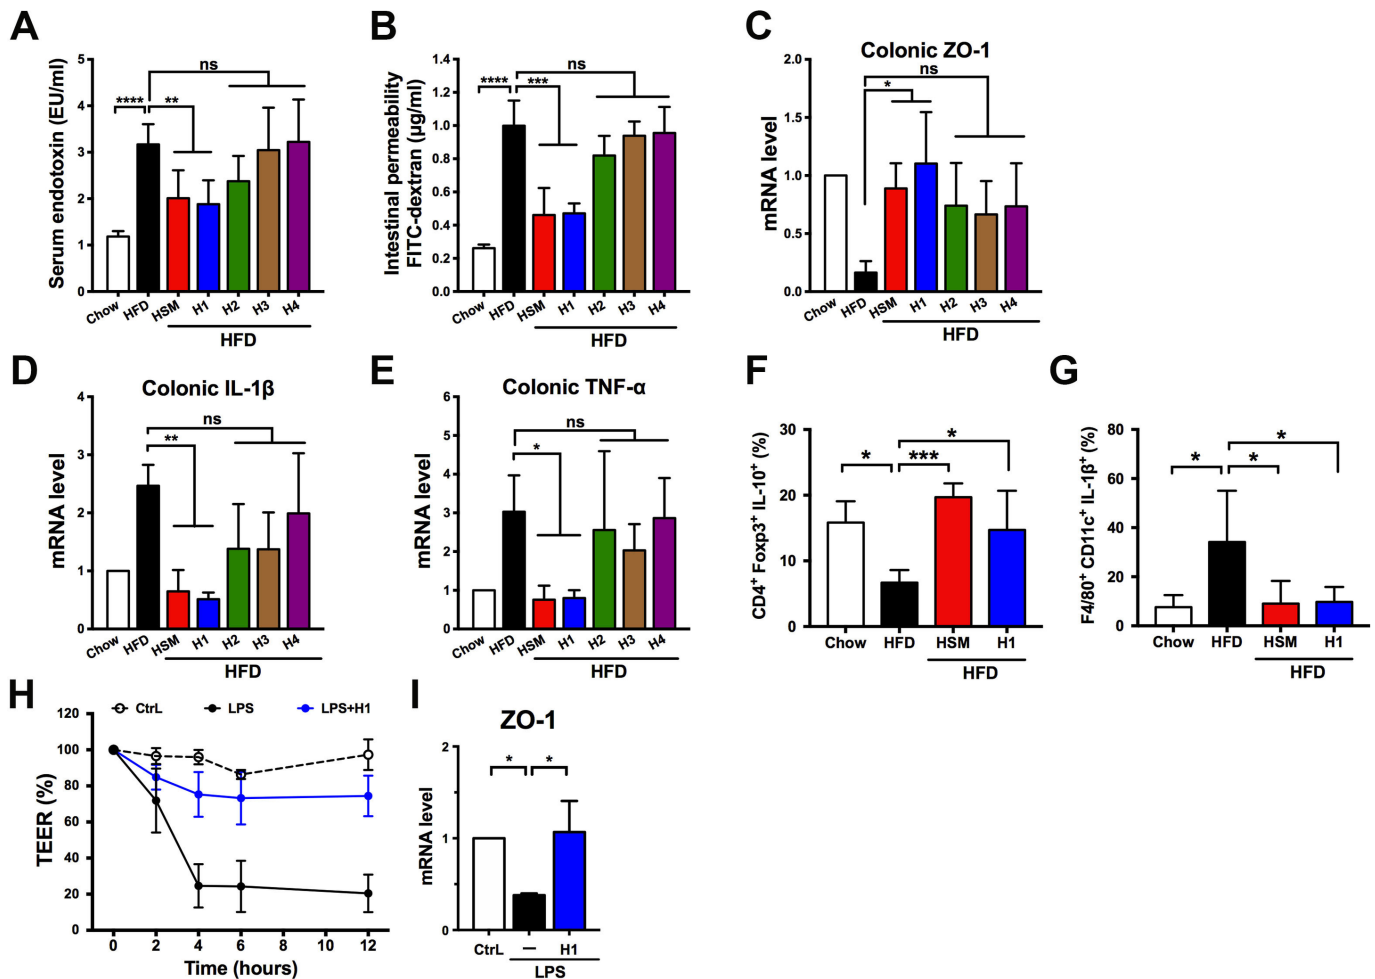 A
Serum endotoxin (EU/ml)
5
4
3
2
1
0
****
**
ns
Chow
HFD
HSM
H1
H2
H3
H4
HFD
B
Intestinal permeability
FITC-dextran (μg/ml)
1.4
1.2
1.0
0.8
0.6
0.4
0.2
0.0
****
***
ns
Chow
HFD
HSM
H1
H2
H3
H4
HFD
C
Colonic ZO-1
mRNA level
2.0
1.5
1.0
0.5
0.0
ns
*
Chow
HFD
HSM
H1
H2
H3
H4
HFD
D
Colonic IL-1β
mRNA level
4
3
2
1
0
ns
**
Chow
HFD
HSM
H1
H2
H3
H4
HFD
E
Colonic TNF-α
mRNA level
6
5
4
3
2
1
0
ns
*
Chow
HFD
HSM
H1
H2
H3
H4
HFD
F
CD4⁺ Foxp3⁺ IL-10⁺ (%)
30
20
10
0
*
***
*
Chow
HFD
HSM
H1
HFD
G
F4/80⁺ CD11c⁺ IL-1β⁺ (%)
80
60
40
20
0
*
*
*
Chow
HFD
HSM
H1
HFD
H
CtrL
LPS
LPS+H1
TEER (%)
120
100
80
60
40
20
0
0
2
4
6
8
10
12
Time (hours)
I
ZO-1
mRNA level
2
1
0
*
*
CtrL
–
H1
LPS